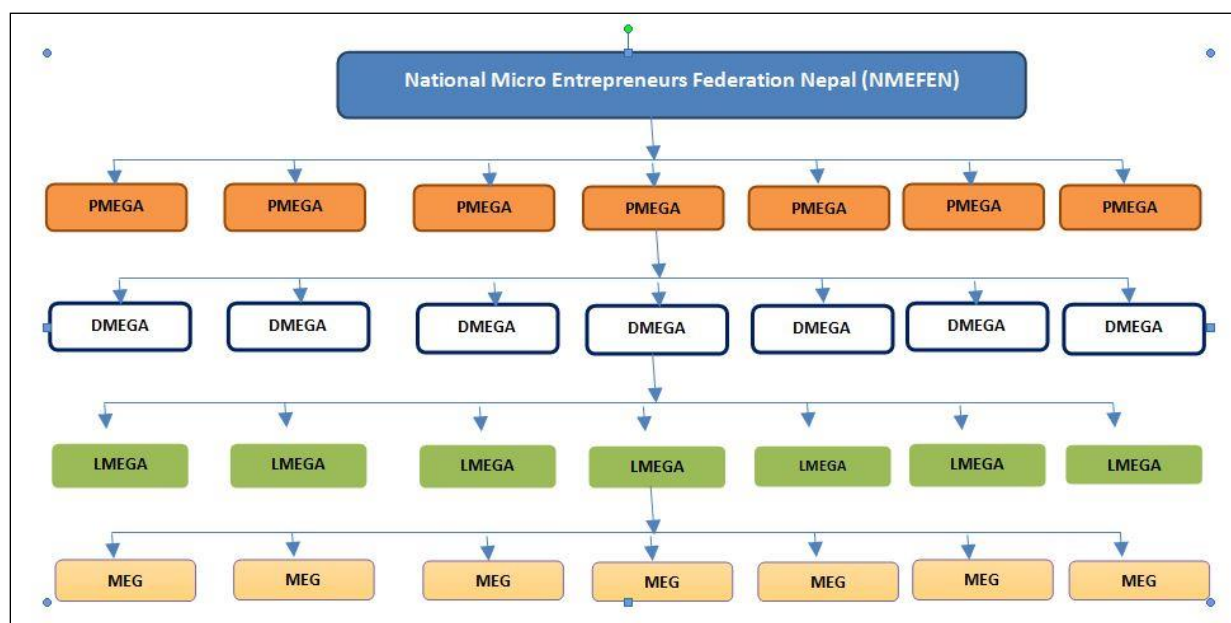 National Micro Entrepreneurs Federation Nepal (NMEFEN)
PMEGA PMEGA PMEGA PMEGA PMEGA PMEGA PMEGA
DMEGA DMEGA DMEGA DMEGA DMEGA DMEGA DMEGA
LMEGA LMEGA LMEGA LMEGA LMEGA LMEGA LMEGA
MEG MEG MEG MEG MEG MEG MEG